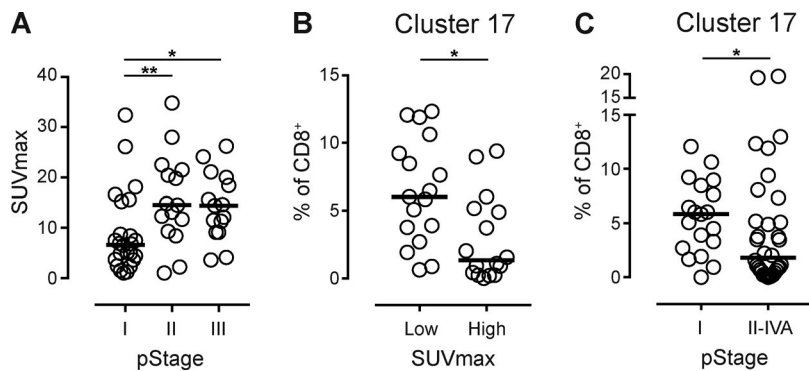 A
SUVmax
40
30
20
10
0
*
**
I II III
pStage
B
Cluster 17
% of CD8⁺
15
10
5
0
*
Low High
SUVmax
C
Cluster 17
% of CD8⁺
20
15
10
5
0
*
I II-IVA
pStage